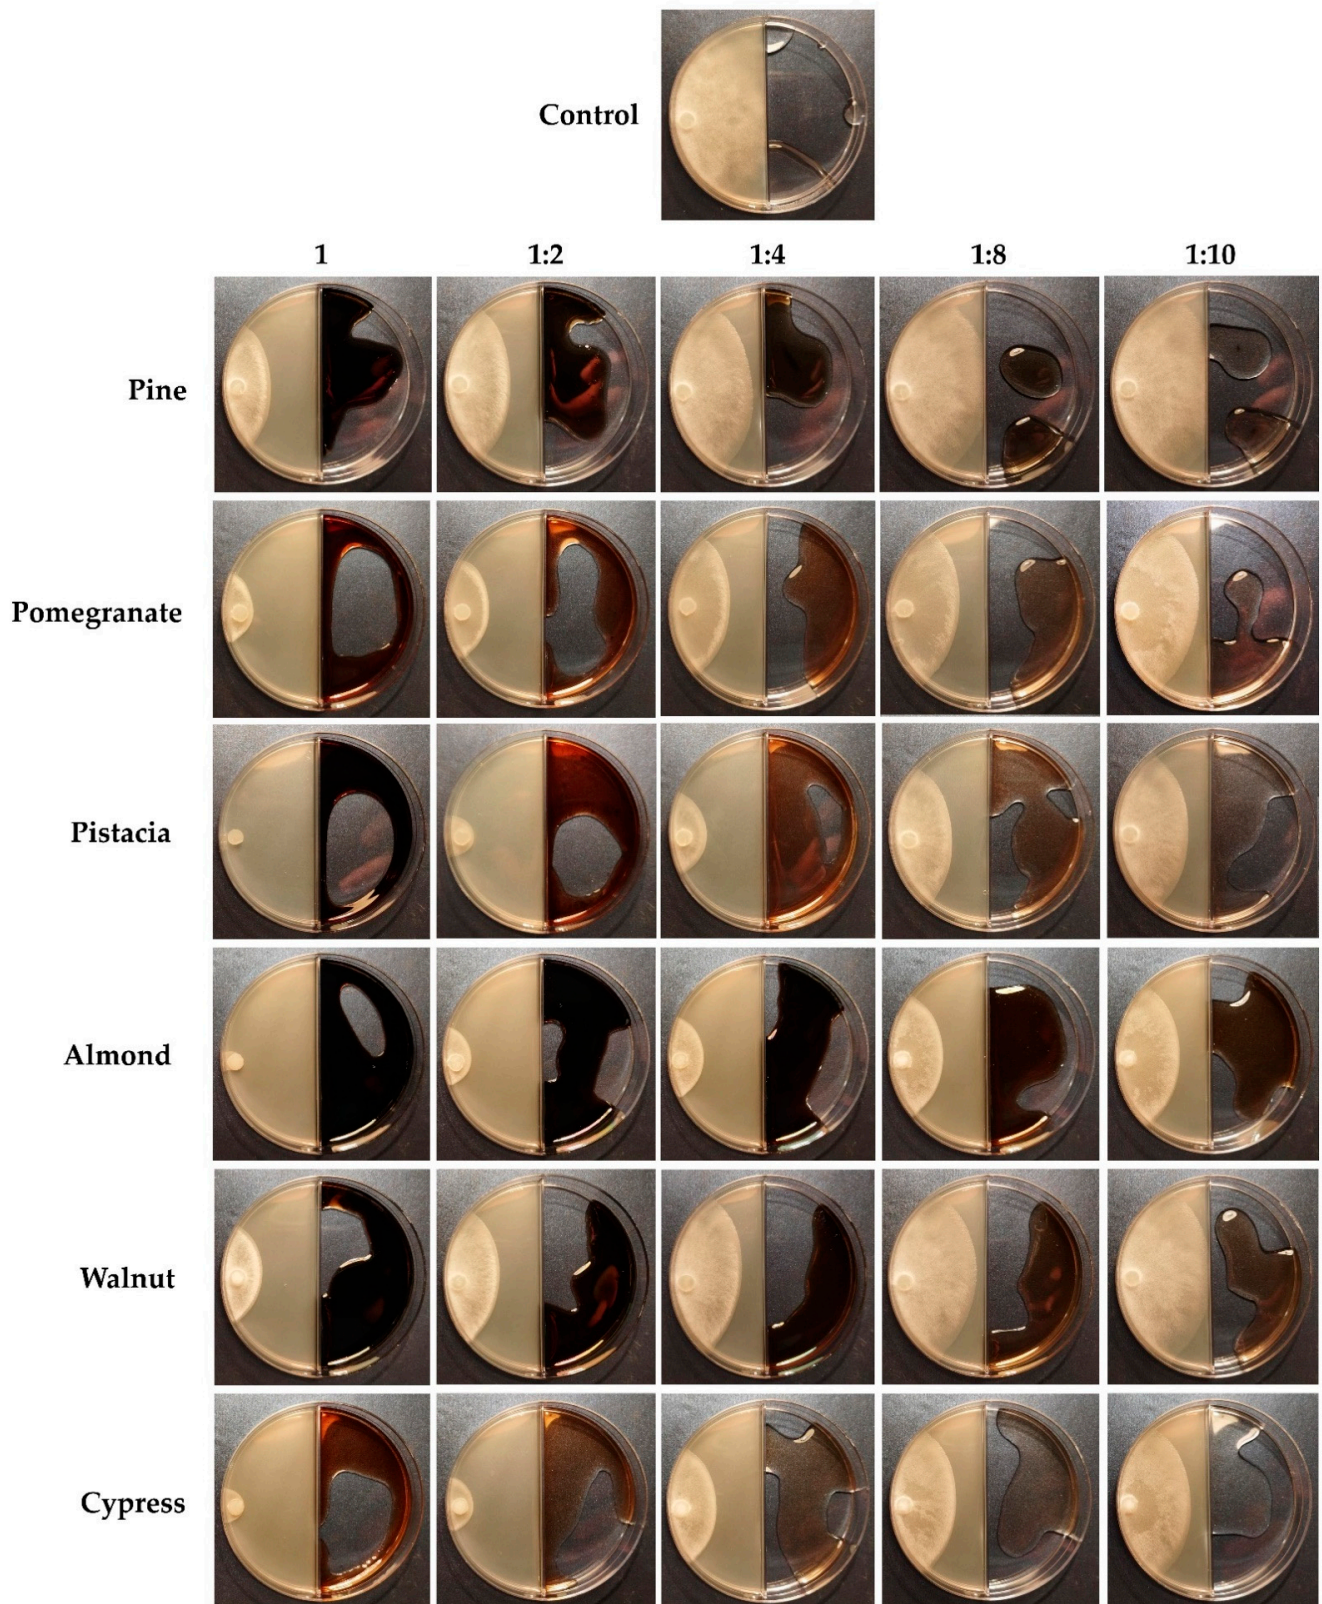 Control
1 1:2 1:4 1:8 1:10
Pine
Pomegranate
Pistacia
Almond
Walnut
Cypress